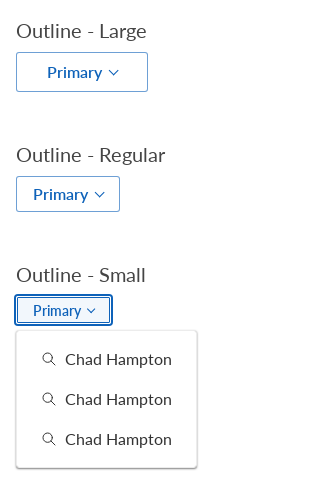 Outline - Large
Primary
Outline - Regular
Primary
Outline - Small
Primary
Chad Hampton
Chad Hampton
Chad Hampton